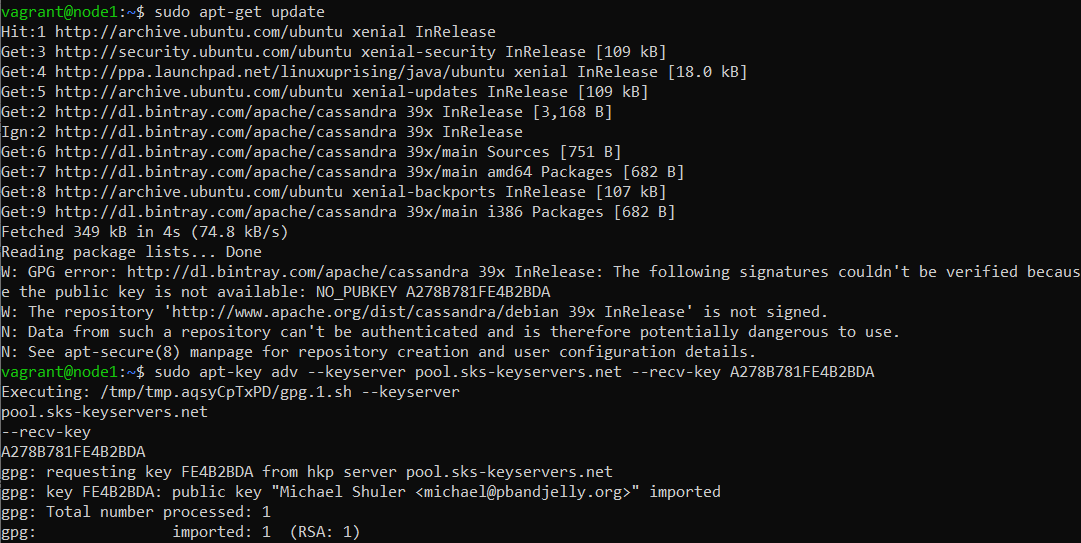 vagrant@node1:~$ sudo apt-get update
Hit:1 http://archive.ubuntu.com/ubuntu xenial InRelease
Get:3 http://security.ubuntu.com/ubuntu xenial-security InRelease [109 kB]
Get:4 http://ppa.launchpad.net/linuxuprising/java/ubuntu xenial InRelease [18.0 kB]
Get:5 http://archive.ubuntu.com/ubuntu xenial-updates InRelease [109 kB]
Get:2 http://dl.bintray.com/apache/cassandra 39x InRelease [3,168 B]
Ign:2 http://dl.bintray.com/apache/cassandra 39x InRelease
Get:6 http://dl.bintray.com/apache/cassandra 39x/main Sources [751 B]
Get:7 http://dl.bintray.com/apache/cassandra 39x/main amd64 Packages [682 B]
Get:8 http://archive.ubuntu.com/ubuntu xenial-backports InRelease [107 kB]
Get:9 http://dl.bintray.com/apache/cassandra 39x/main i386 Packages [682 B]
Fetched 349 kB in 4s (74.8 kB/s)
Reading package lists... Done
W: GPG error: http://dl.bintray.com/apache/cassandra 39x InRelease: The following signatures couldn't be verified becaus
e the public key is not available: NO_PUBKEY A278B781FE4B2BDA
W: The repository 'http://www.apache.org/dist/cassandra/debian 39x InRelease' is not signed.
N: Data from such a repository can't be authenticated and is therefore potentially dangerous to use.
N: See apt-secure(8) manpage for repository creation and user configuration details.
vagrant@node1:~$ sudo apt-key adv --keyserver pool.sks-keyservers.net --recv-key A278B781FE4B2BDA
Executing: /tmp/tmp.aqsyCpTxPD/gpg.1.sh --keyserver
pool.sks-keyservers.net
--recv-key
A278B781FE4B2BDA
gpg: requesting key FE4B2BDA from hkp server pool.sks-keyservers.net
gpg: key FE4B2BDA: public key "Michael Shuler <michael@pbandjelly.org>" imported
gpg: Total number processed: 1
gpg:               imported: 1  (RSA: 1)